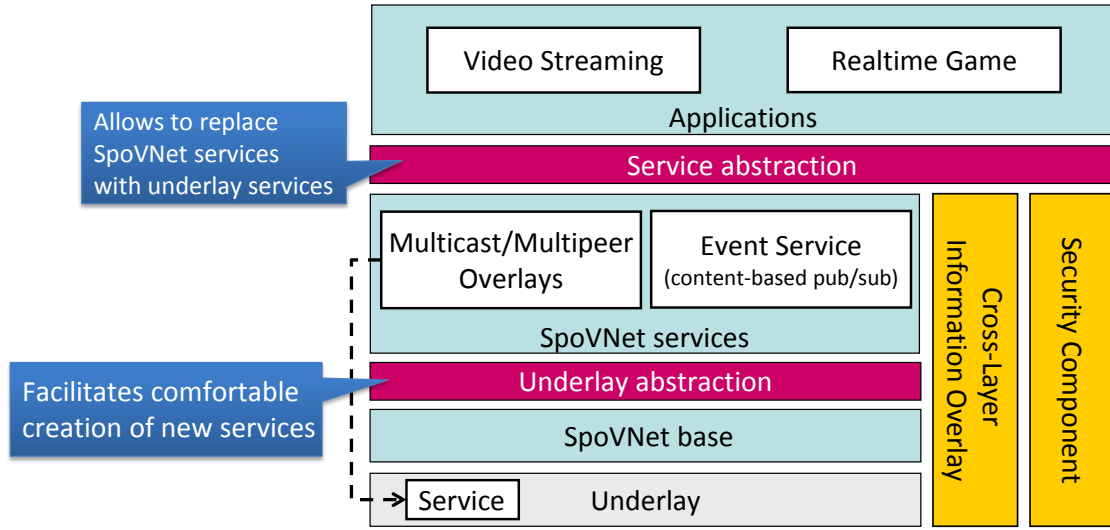 Video Streaming
Realtime Game
Applications
Allows to replace
SpoVNet services
with underlay services
Service abstraction
Multicast/Multipeer
Overlays
Event Service
(content-based pub/sub)
SpoVNet services
Cross-Layer
Information Overlay
Security Component
Facilitates comfortable
creation of new services
Underlay abstraction
SpoVNet base
Service
Underlay